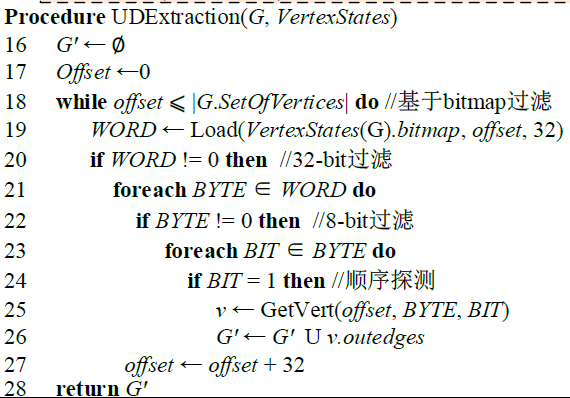 Procedure UDExtraction(G, VertexStates)
16 G′ ← ∅
17 Offset ←0
18 while offset ⩽ |G.SetOfVertices| do //基于bitmap过滤
19 WORD ← Load(VertexStates(G).bitmap, offset, 32)
20 if WORD != 0 then //32-bit过滤
21 foreach BYTE ∈ WORD do
22 if BYTE != 0 then //8-bit过滤
23 foreach BIT ∈ BYTE do
24 if BIT = 1 then //顺序探测
25 v ← GetVert(offset, BYTE, BIT)
26 G′ ← G′ U v.outedges
27 offset ← offset + 32
28 return G′